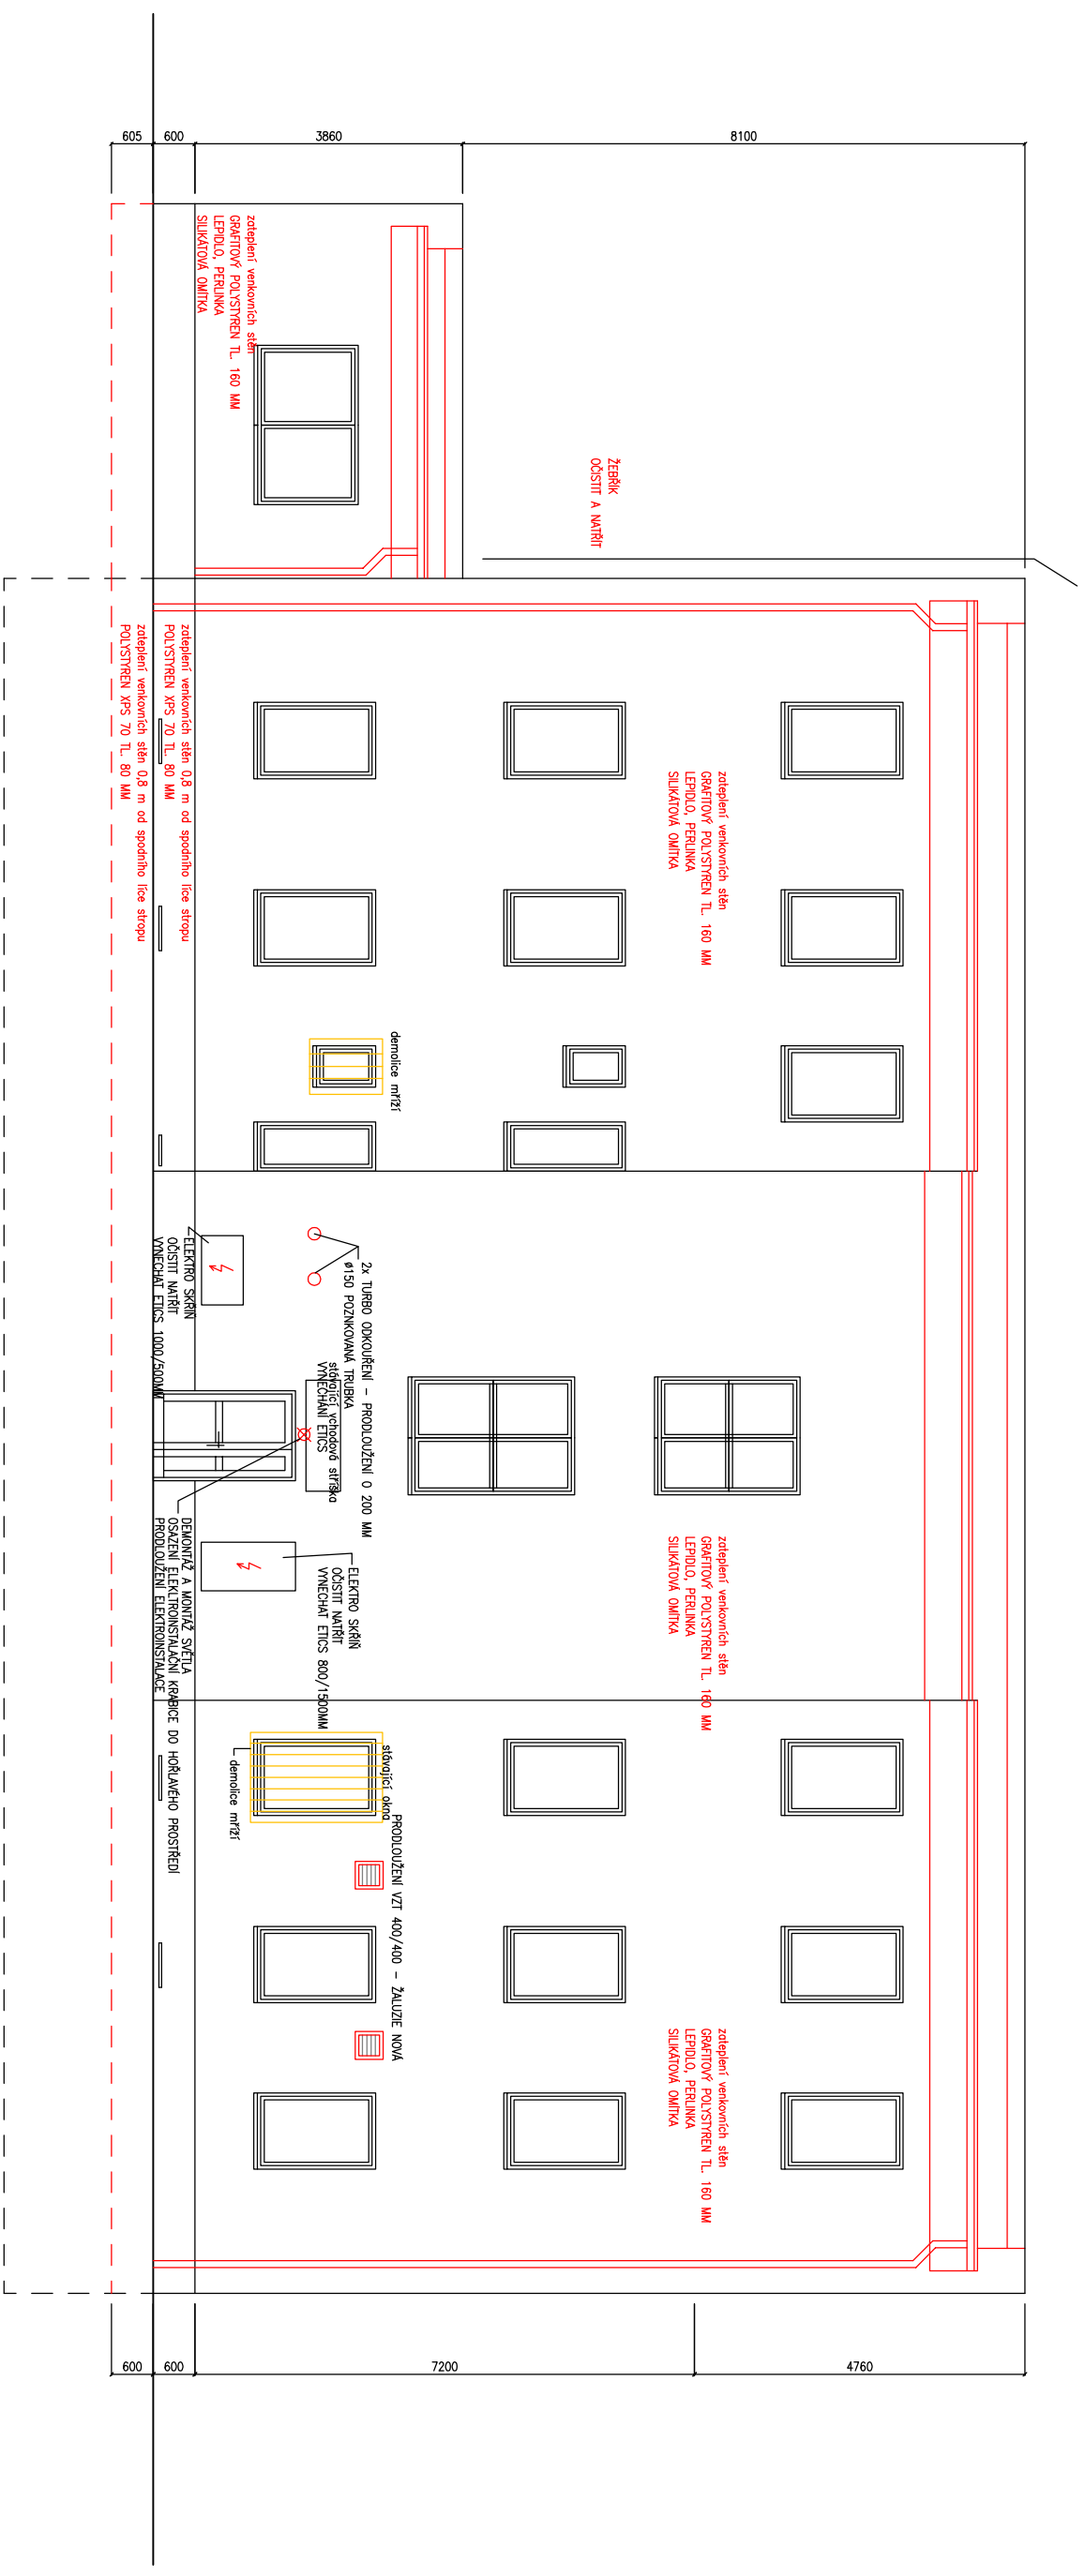 605
600
3860
8100
zateplení venkovních stěn
GRAFITOVÝ POLYSTYREN TL. 160 MM
LEPIDLO, PERLINKA
SILIKÁTOVÁ OMÍTKA
ŽEBŘÍK
OČISTIT A NATŘÍT
zateplení venkovních stěn 0,8 m od spodního líce stropu
POLYSTYREN XPS 70 TL. 80 MM
zateplení venkovních stěn 0,8 m od spodního líce stropu
POLYSTYREN XPS 70 TL. 80 MM
zateplení venkovních stěn
GRAFITOVÝ POLYSTYREN TL. 160 MM
LEPIDLO, PERLINKA
SILIKÁTOVÁ OMÍTKA
demolice mříží
ELEKTRO SKŘÍŇ
OČISTIT NATŘÍT
VYNECHAT ETICS 1000/500MM
2x TURBO ODKOUŘENÍ – PRODLOUŽENÍ O 200 MM
ø150 POZNKOVANÁ TRUBKA
stávající vchodová stříška
VYNECHÁNÍ ETICS
DEMONTÁŽ A MONTÁŽ SVĚTLA
OSAZENÍ ELEKLTROINSTALAČNÍ KRABICE DO HOŘLAVÉHO PROSTŘEDÍ
PRODLOUŽENÍ ELEKTROINSTALACE
ELEKTRO SKŘÍŇ
OČISTIT NATŘÍT
VYNECHAT ETICS 800/1500MM
zateplení venkovních stěn
GRAFITOVÝ POLYSTYREN TL. 160 MM
LEPIDLO, PERLINKA
SILIKÁTOVÁ OMÍTKA
stávající okna
demolice mříží
PRODLOUŽENÍ VZT 400/400 – ŽALUZIE NOVÁ
zateplení venkovních stěn
GRAFITOVÝ POLYSTYREN TL. 160 MM
LEPIDLO, PERLINKA
SILIKÁTOVÁ OMÍTKA
600
600
7200
4760